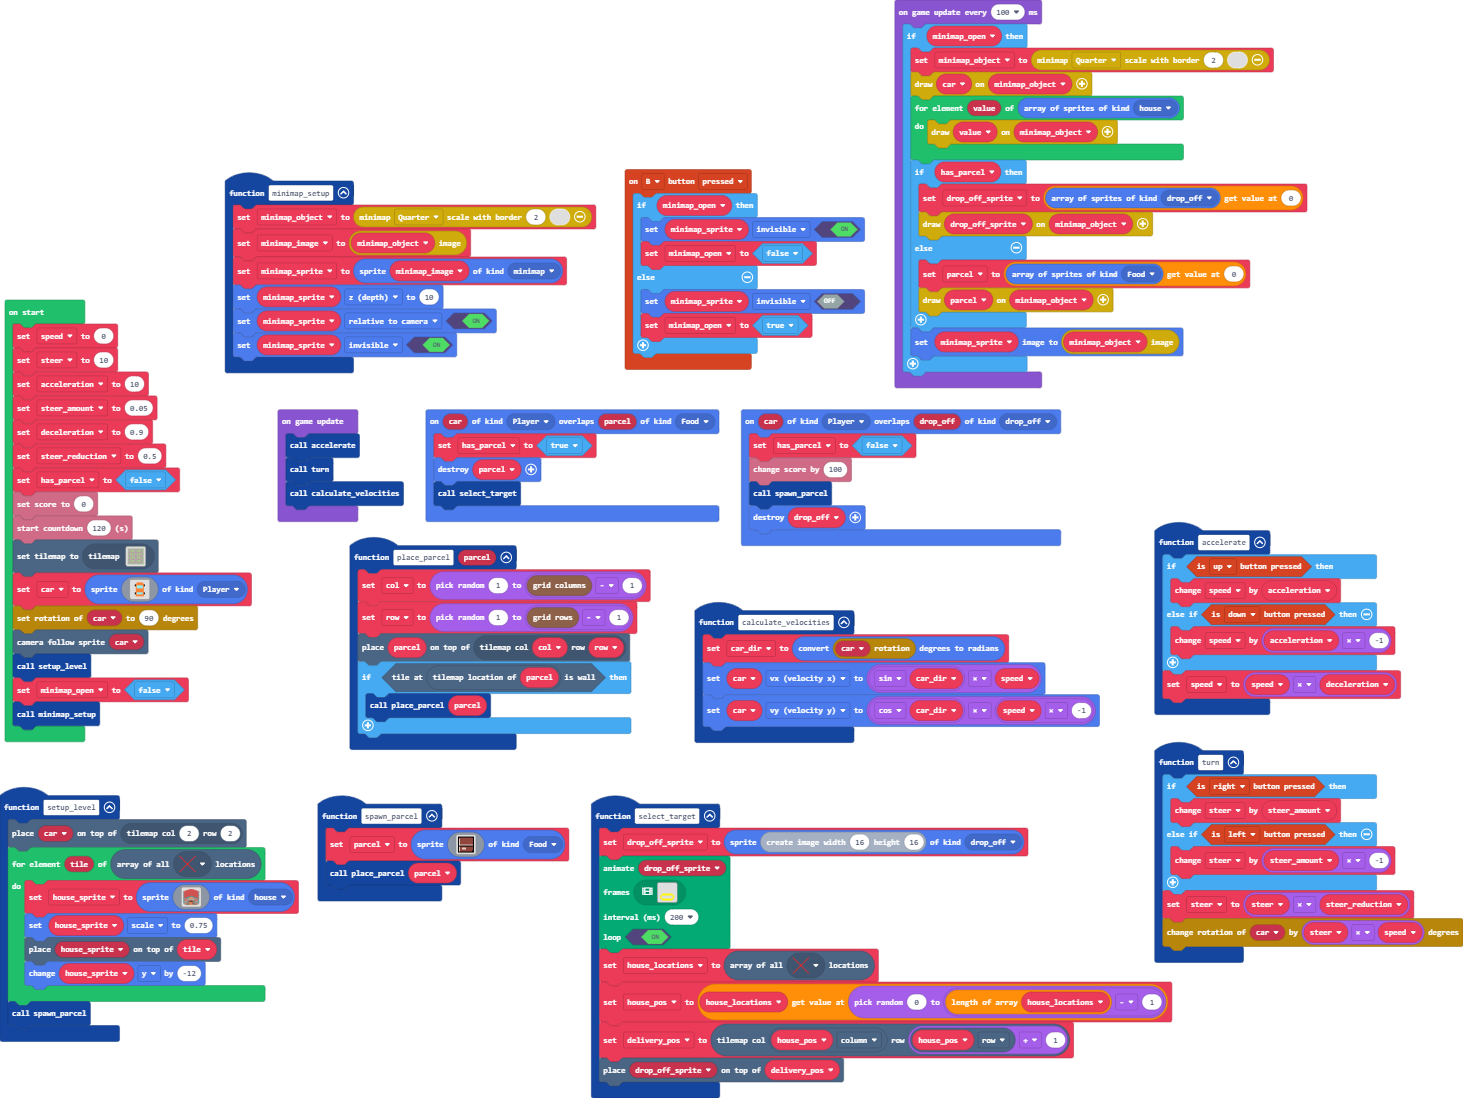 on game update every 100 ms
if minimap_open then
set minimap_object to minimap Quarter scale with border 2
draw car on minimap_object
for element value of array of sprites of kind house
do draw value on minimap_object
if has_parcel then
set drop_off_sprite to array of sprites of kind drop_off get value at 0
draw drop_off_sprite on minimap_object
else
set parcel to array of sprites of kind Food get value at 0
draw parcel on minimap_object
set minimap_sprite image to minimap_object image
function minimap_setup
set minimap_object to minimap Quarter scale with border 2
set minimap_image to minimap_object image
set minimap_sprite to sprite minimap_image of kind minimap
set minimap_sprite z (depth) to 10
set minimap_sprite relative to camera ON
set minimap_sprite invisible ON
on B button pressed
if minimap_open then
set minimap_sprite invisible ON
set minimap_open to false
else
set minimap_sprite invisible OFF
set minimap_open to true
on start
set speed to 0
set steer to 10
set acceleration to 10
set steer_amount to 0.05
set deceleration to 0.9
set steer_reduction to 0.5
set has_parcel to false
set score to 0
start countdown 120 (s)
set tilemap to tilemap
set car to sprite of kind Player
set rotation of car to 90 degrees
camera follow sprite car
call setup_level
set minimap_open to false
call minimap_setup
on game update
call accelerate
call turn
call calculate_velocities
on car of kind Player overlaps parcel of kind Food
set has_parcel to true
destroy parcel
call select_target
on car of kind Player overlaps drop_off of kind drop_off
set has_parcel to false
change score by 100
call spawn_parcel
destroy drop_off
function place_parcel parcel
set col to pick random 1 to grid columns - 1
set row to pick random 1 to grid rows - 1
place parcel on top of tilemap col col row row
if tile at tilemap location of parcel is wall then
call place_parcel parcel
function calculate_velocities
set car_dir to convert car rotation degrees to radians
set car vx (velocity x) to sin car_dir × speed
set car vy (velocity y) to cos car_dir × speed × -1
function accelerate
if is up button pressed then
change speed by acceleration
else if is down button pressed then
change speed by acceleration × -1
set speed to speed × deceleration
function turn
if is right button pressed then
change steer by steer_amount
else if is left button pressed then
change steer by steer_amount × -1
set steer to steer × steer_reduction
change rotation of car by steer × speed degrees
function setup_level
place car on top of tilemap col 2 row 2
for element tile of array of all locations
do
set house_sprite to sprite of kind house
set house_sprite scale to 0.75
place house_sprite on top of tile
change house_sprite y by -12
call spawn_parcel
function spawn_parcel
set parcel to sprite of kind Food
call place_parcel parcel
function select_target
set drop_off_sprite to sprite create image width 16 height 16 of kind drop_off
animate drop_off_sprite
frames
interval (ms) 200
loop ON
set house_locations to array of all locations
set house_pos to house_locations get value at pick random 0 to length of array house_locations - 1
set delivery_pos to tilemap col house_pos column row house_pos row + 1
place drop_off_sprite on top of delivery_pos